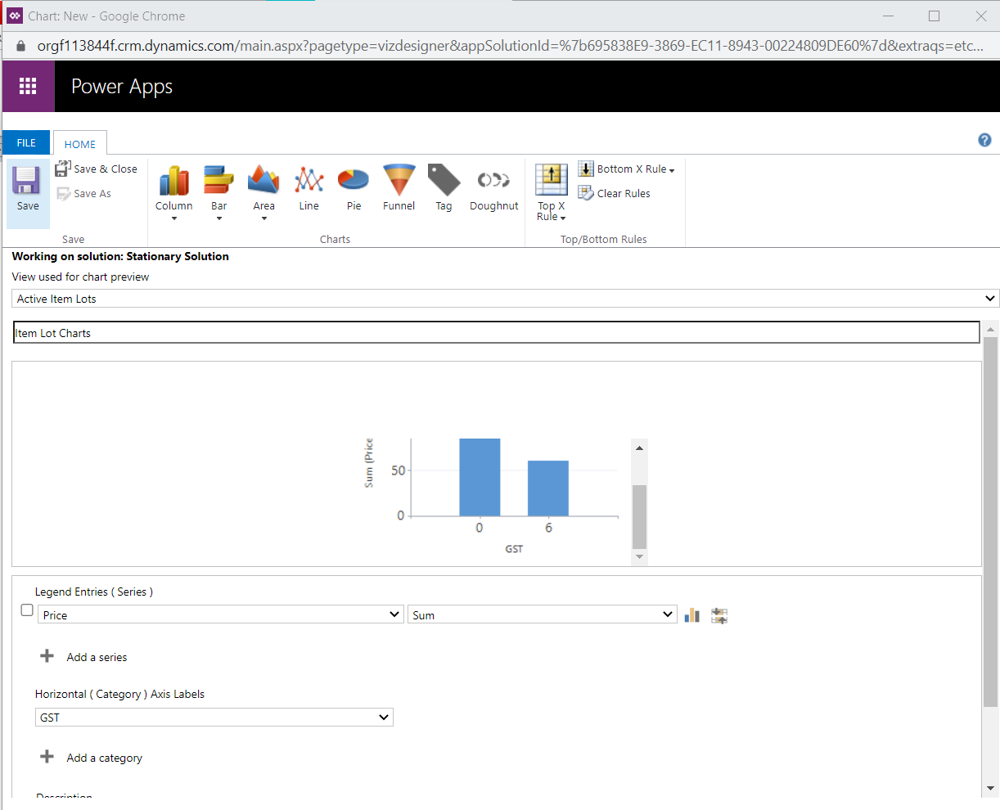 Chart: New - Google Chrome
orgf113844f.crm.dynamics.com/main.aspx?pagetype=vizdesigner&appSolutionId=%7b695838E9-3869-EC11-8943-00224809DE60%7d&extraqs=etc...
Power Apps
FILE
HOME
?
Save
Save & Close
Save As
Save
Column
Bar
Area
Line
Pie
Funnel
Tag
Doughnut
Charts
Top X
Rule
Bottom X Rule
Clear Rules
Top/Bottom Rules
Working on solution: Stationary Solution
View used for chart preview
Active Item Lots
Item Lot Charts
Sum (Price
50
0
0
6
GST
Legend Entries ( Series )
Price
Sum
Add a series
Horizontal ( Category ) Axis Labels
GST
Add a category
Description